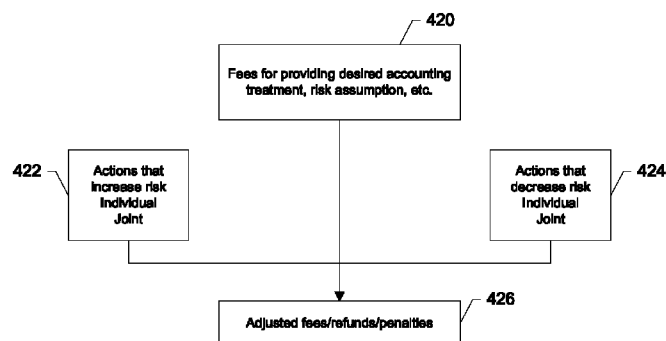 420
Fees for providing desired accounting
treatment, risk assumption, etc.
422
Actions that
increase risk
Individual
Joint
424
Actions that
decrease risk
Individual
Joint
426
Adjusted fees/refunds/penalties